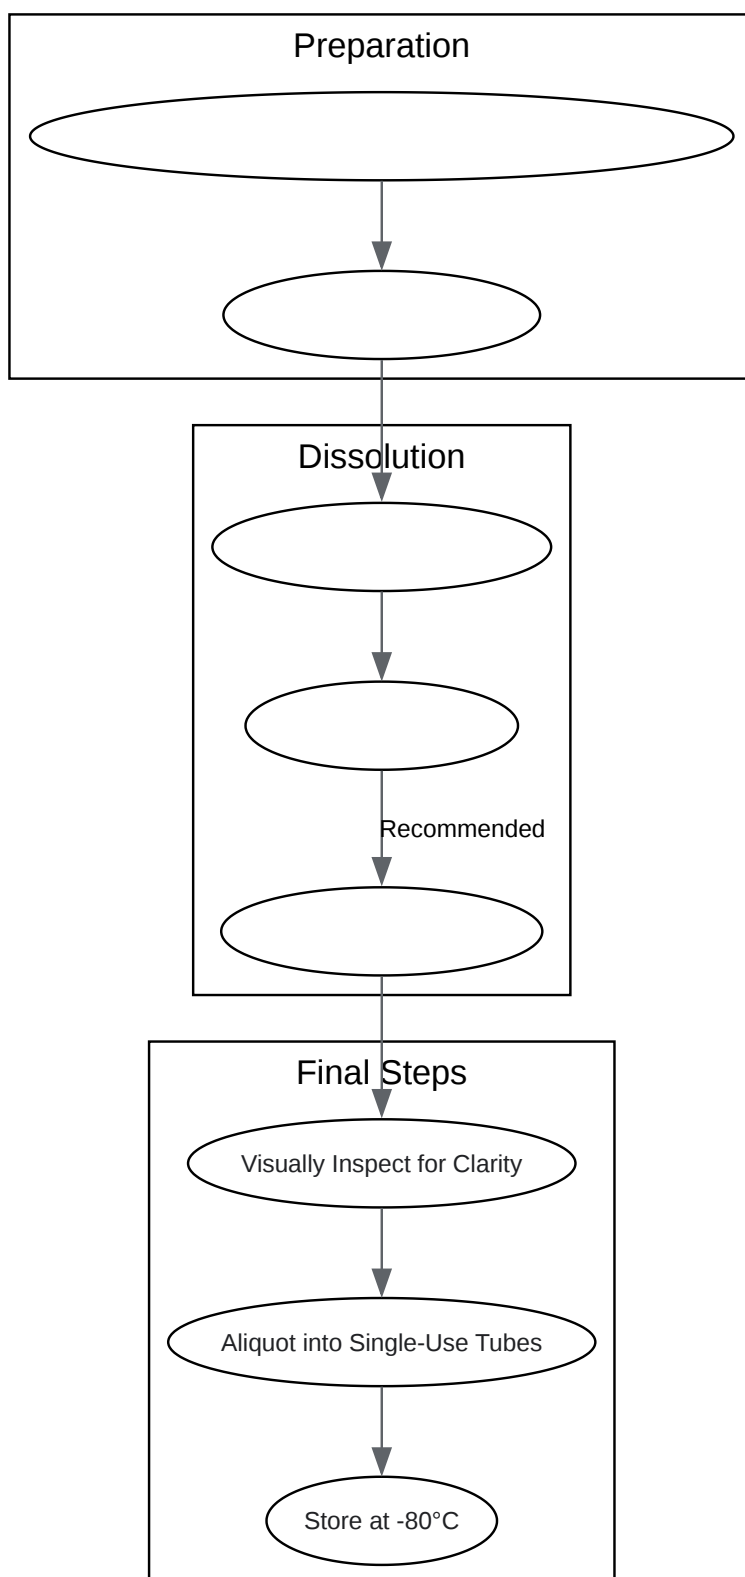 Preparation
Dissolution
Recommended
Final Steps
Visually Inspect for Clarity
Aliquot into Single-Use Tubes
Store at -80°C